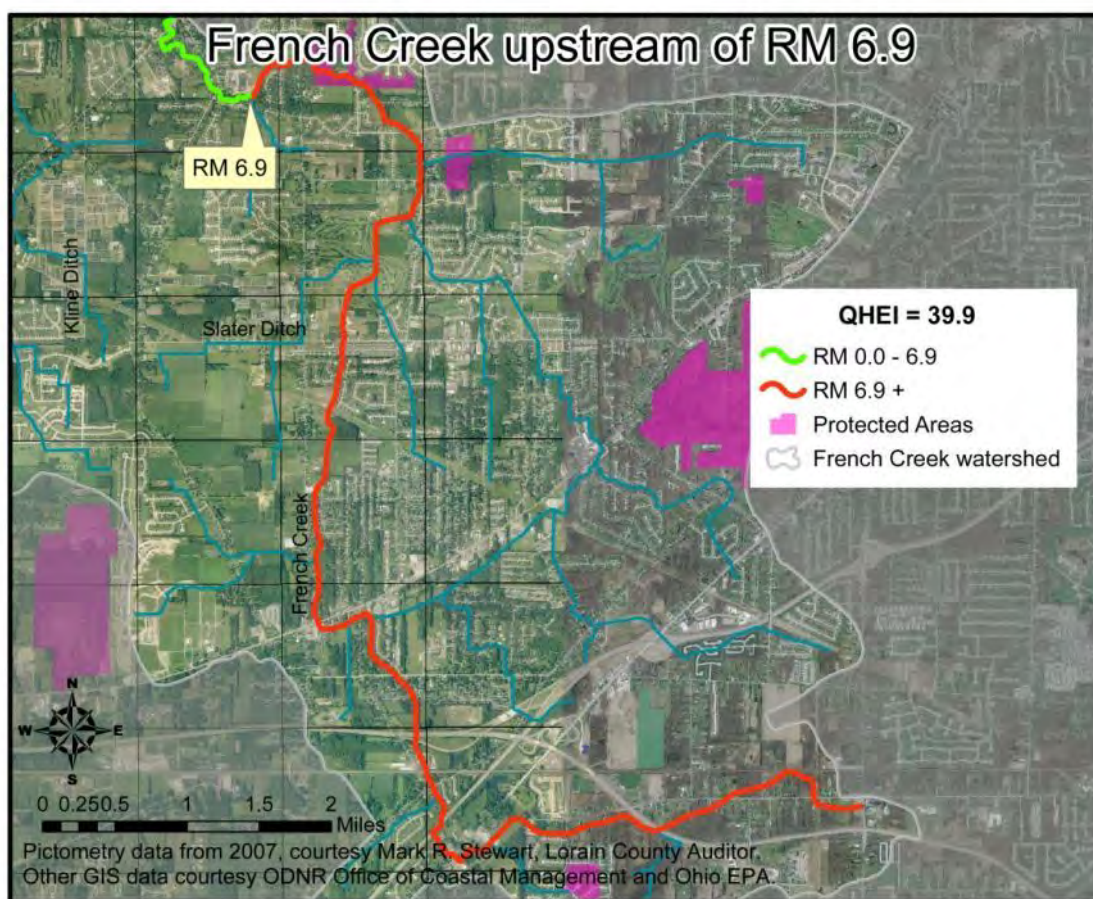 French Creek upstream of RM 6.9
RM 6.9
Kline Ditch
Slater Ditch
French Creek
QHEI = 39.9
RM 0.0 - 6.9
RM 6.9 +
Protected Areas
French Creek watershed
N
W E
S
0 0.25 0.5 1 1.5 2
Miles
Pictometry data from 2007, courtesy Mark R. Stewart, Lorain County Auditor.
Other GIS data courtesy ODNR Office of Coastal Management and Ohio EPA.